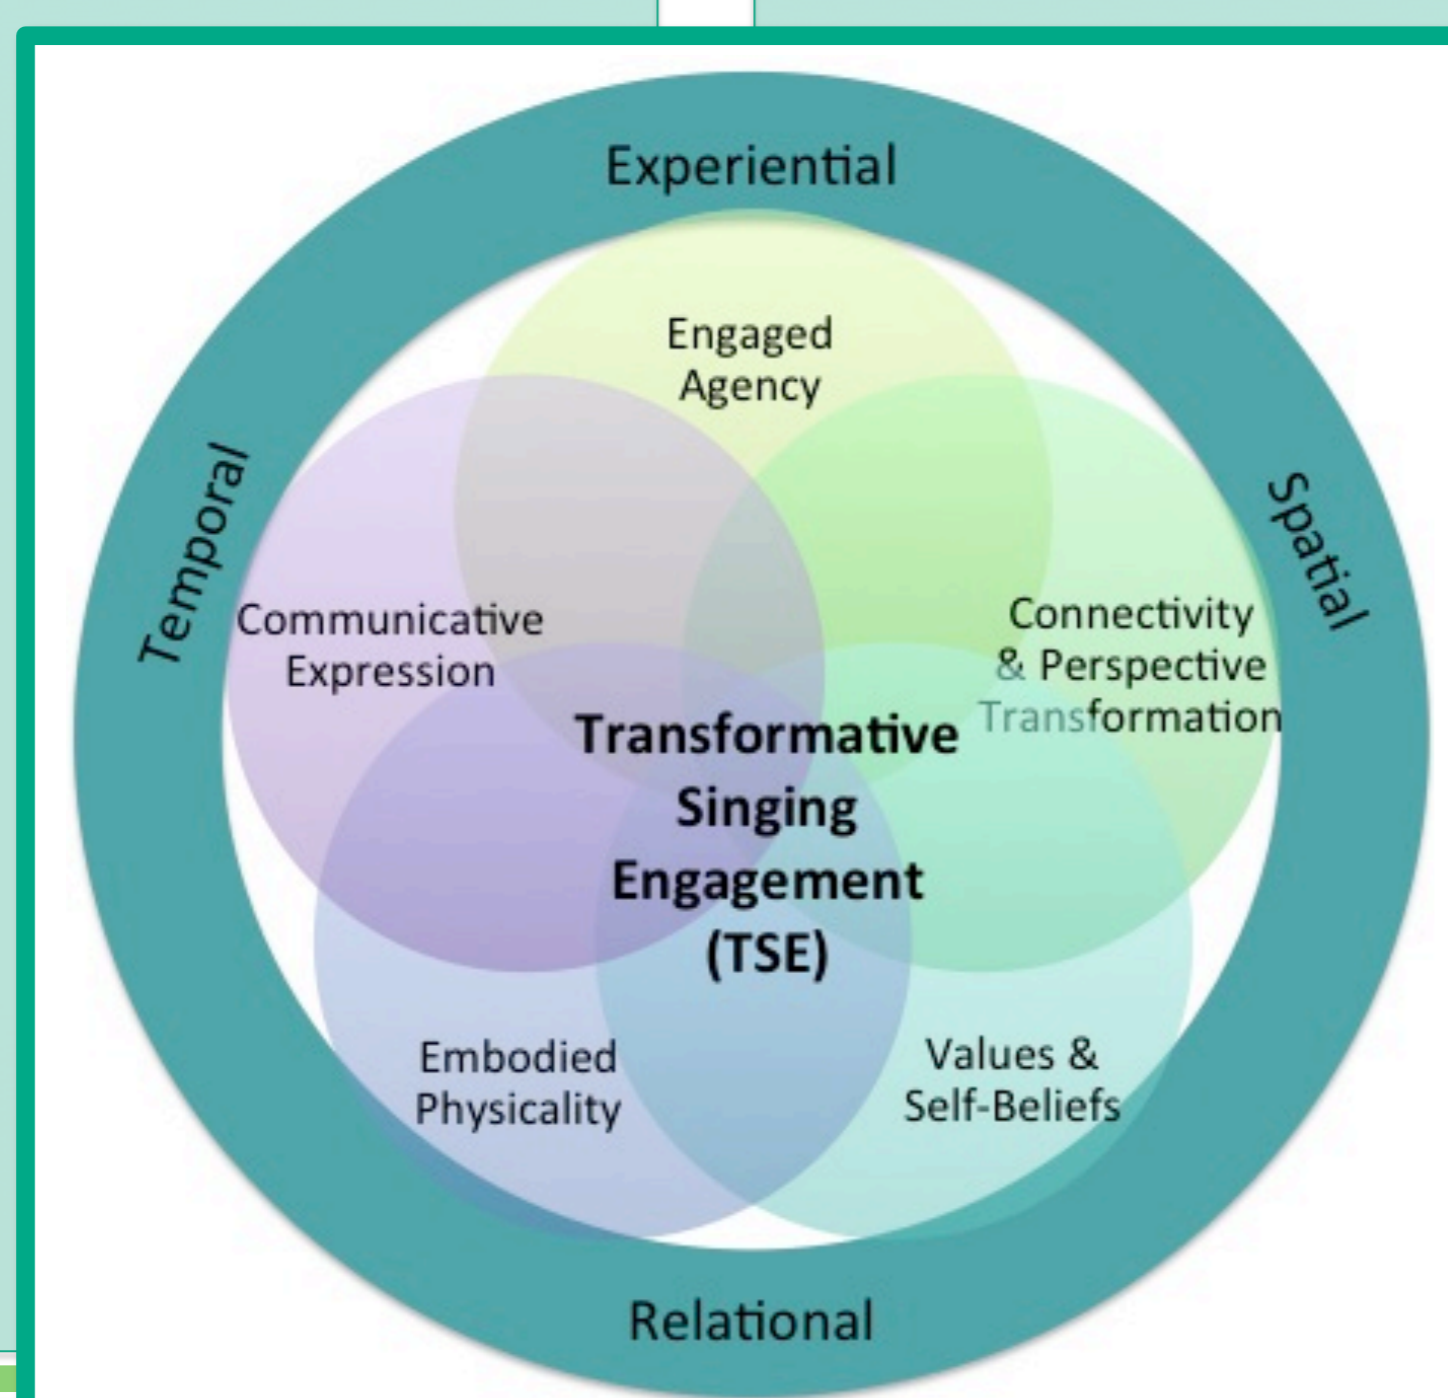 Experiential
Engaged
Agency
Temporal
Spatial
Communicative
Expression
Connectivity
& Perspective
Transformation
Transformative
Singing
Engagement
(TSE)
Embodied
Physicality
Values &
Self-Beliefs
Relational